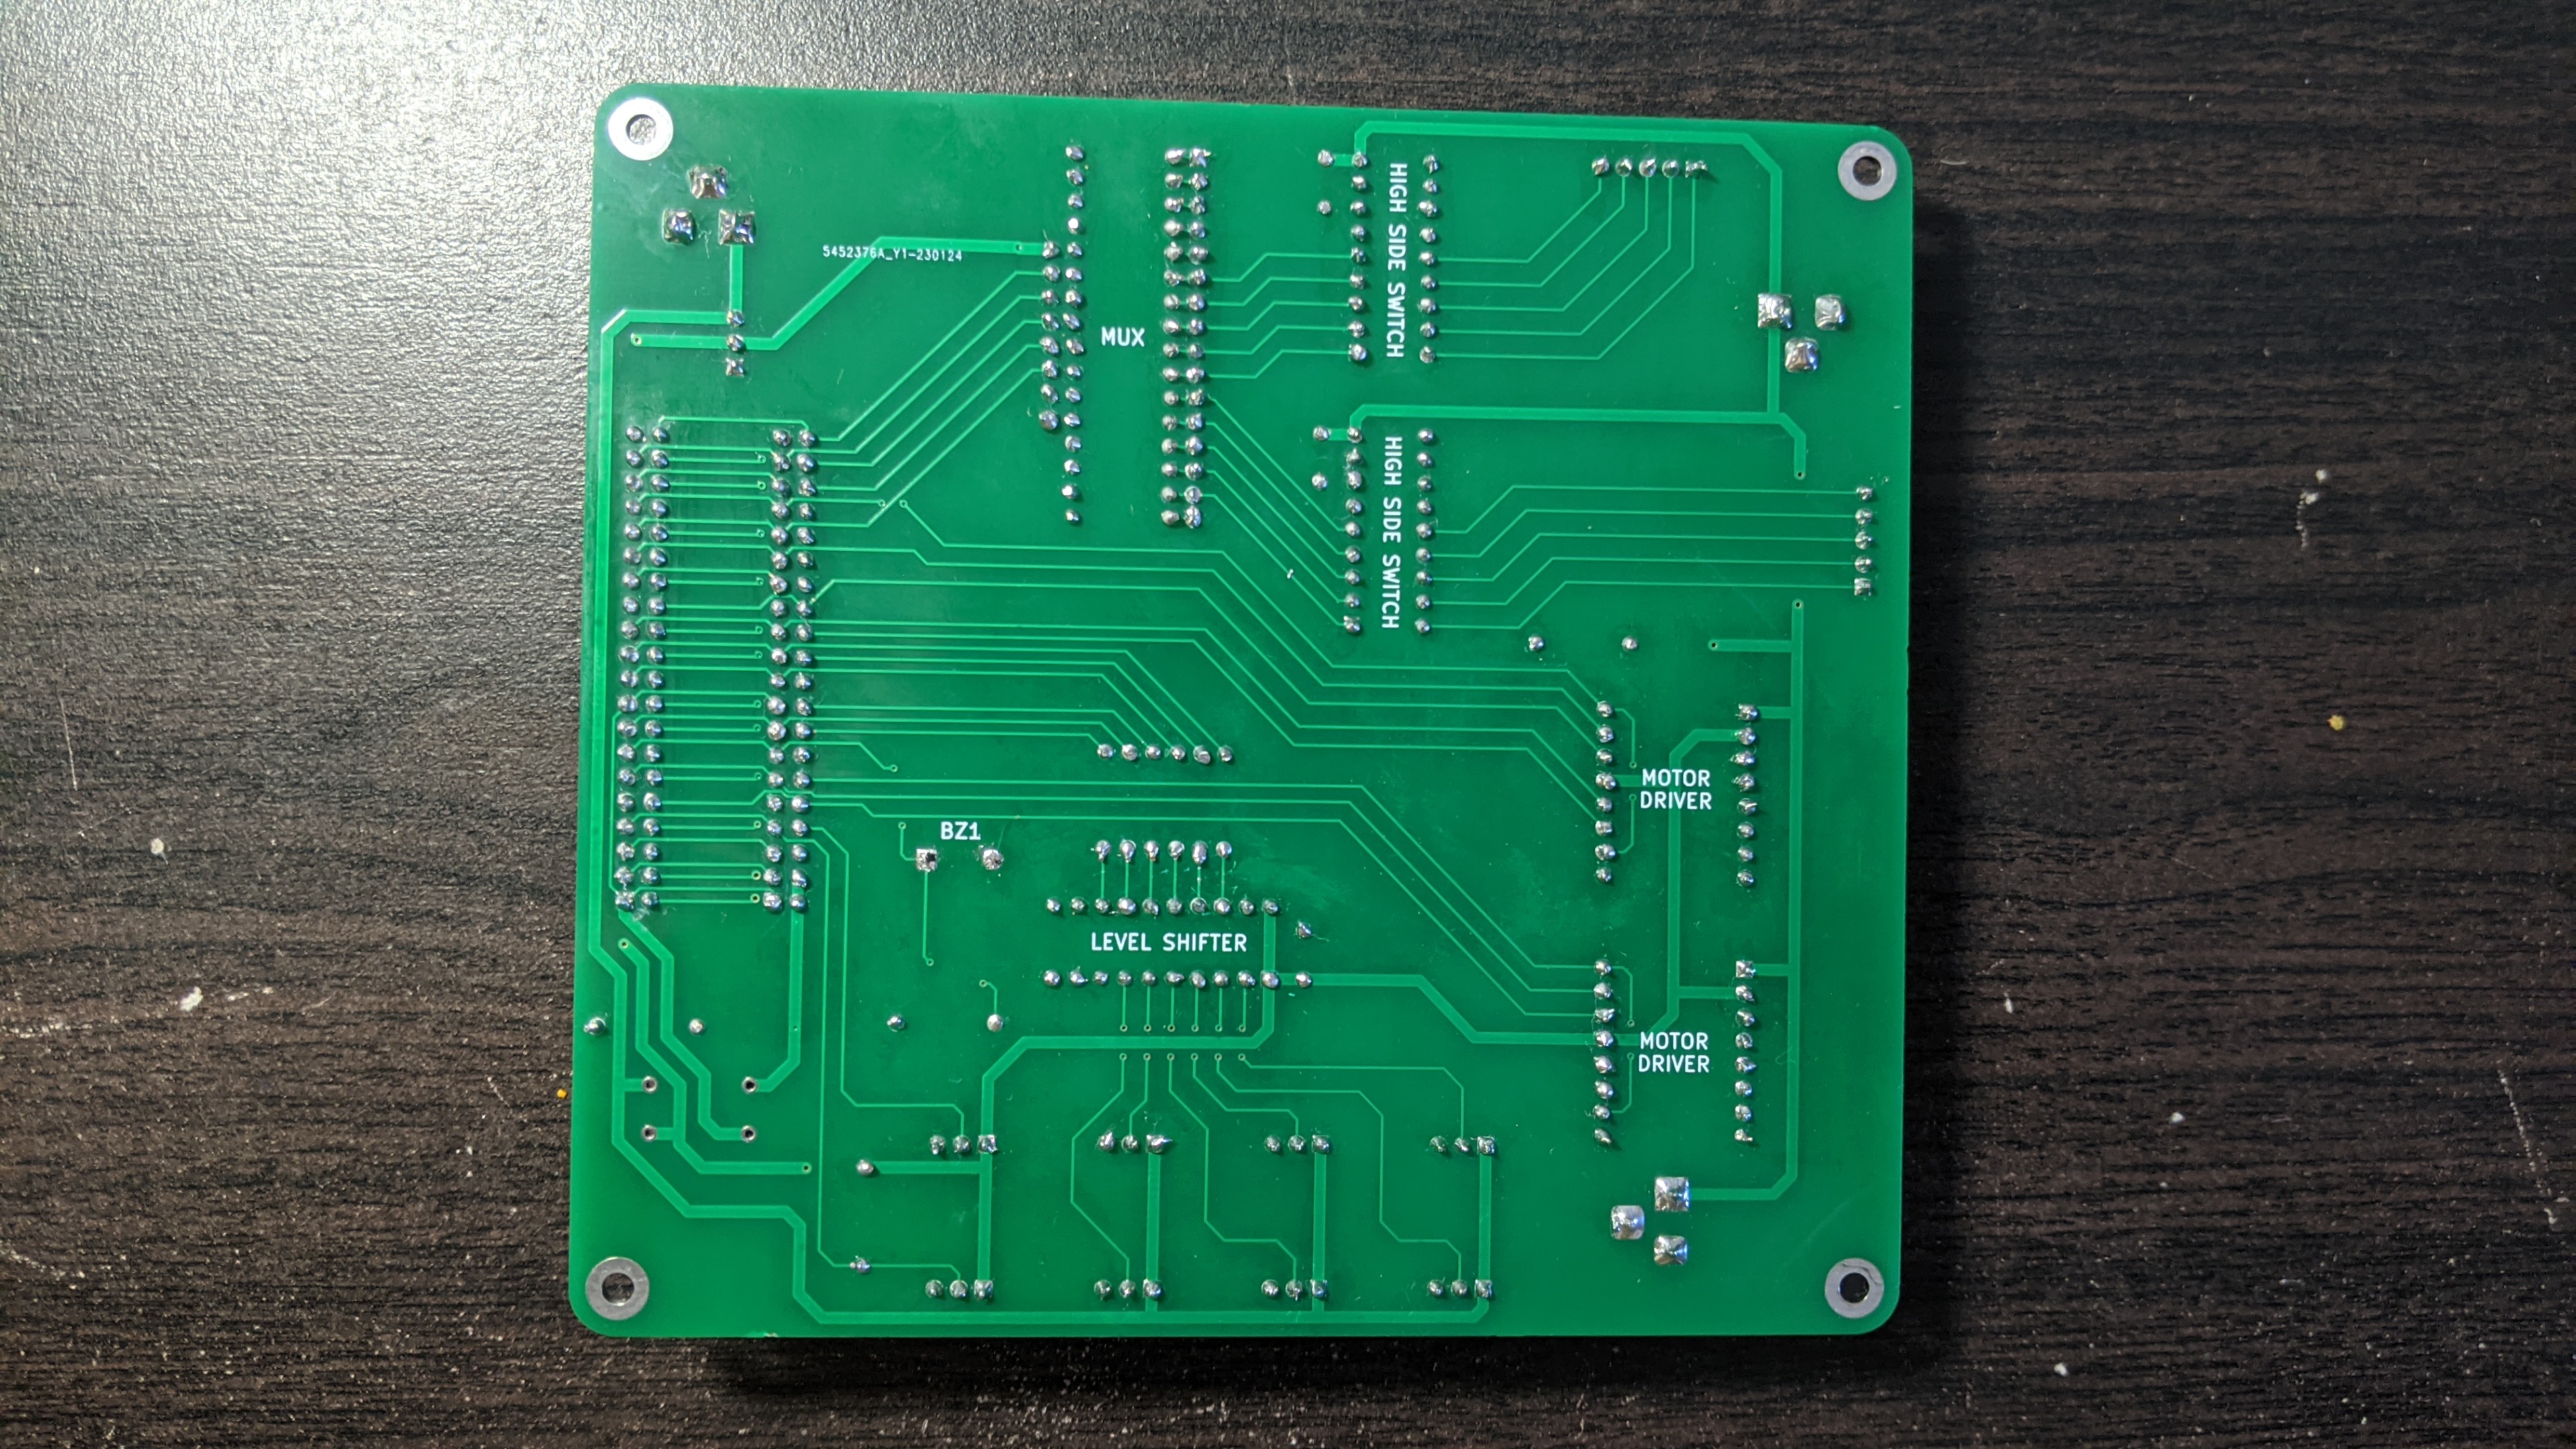 5452376A_Y1-230124
MUX
HIGH SIDE SWITCH
HIGH SIDE SWITCH
MOTOR
DRIVER
BZ1
LEVEL SHIFTER
MOTOR
DRIVER